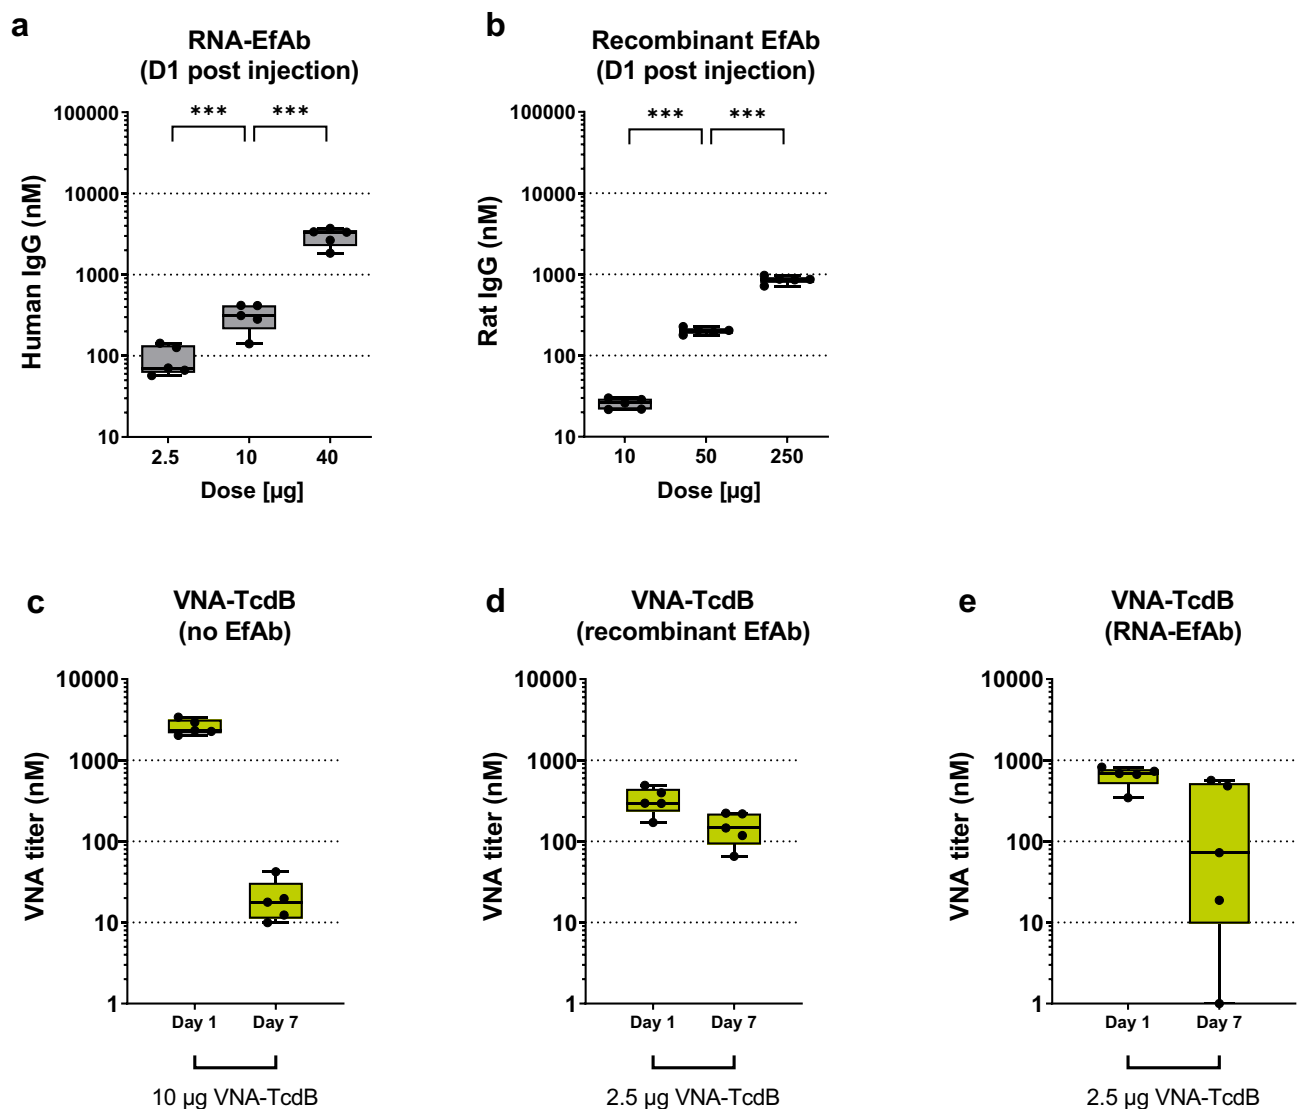 a
RNA-EfAb
(D1 post injection)
*** ***
100000
10000
1000
100
10
Human IgG (nM)
2.5 10 40
Dose [µg]
b
Recombinant EfAb
(D1 post injection)
*** ***
100000
10000
1000
100
10
Rat IgG (nM)
10 50 250
Dose [µg]
c
VNA-TcdB
(no EfAb)
10000
1000
100
10
1
VNA titer (nM)
Day 1 Day 7
10 µg VNA-TcdB
d
VNA-TcdB
(recombinant EfAb)
10000
1000
100
10
1
VNA titer (nM)
Day 1 Day 7
2.5 µg VNA-TcdB
e
VNA-TcdB
(RNA-EfAb)
10000
1000
100
10
1
VNA titer (nM)
Day 1 Day 7
2.5 µg VNA-TcdB